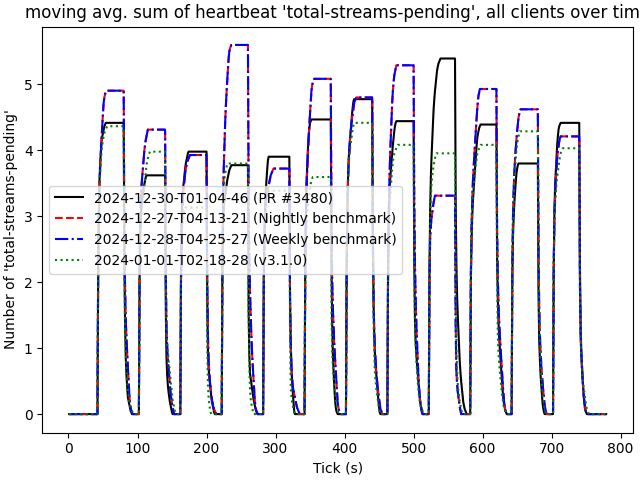 moving avg. sum of heartbeat 'total-streams-pending', all clients over tim
Number of 'total-streams-pending'
5
4
3
2
1
0
2024-12-30-T01-04-46 (PR #3480)
2024-12-27-T04-13-21 (Nightly benchmark)
2024-12-28-T04-25-27 (Weekly benchmark)
2024-01-01-T02-18-28 (v3.1.0)
0 100 200 300 400 500 600 700 800
Tick (s)